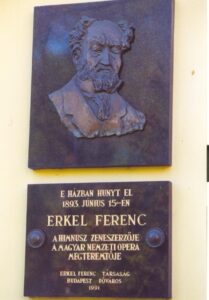 E HÁZBAN HUNYT EL
1893 JÚNIUS 15–ÉN
ERKEL FERENC
A HIMNUSZ ZENESZERZŐJE
A MAGYAR NEMZETI OPERA
MEGTEREMTŐJE
ERKEL FERENC TÁRSASÁG
BUDAPEST FŐVÁROS
1991